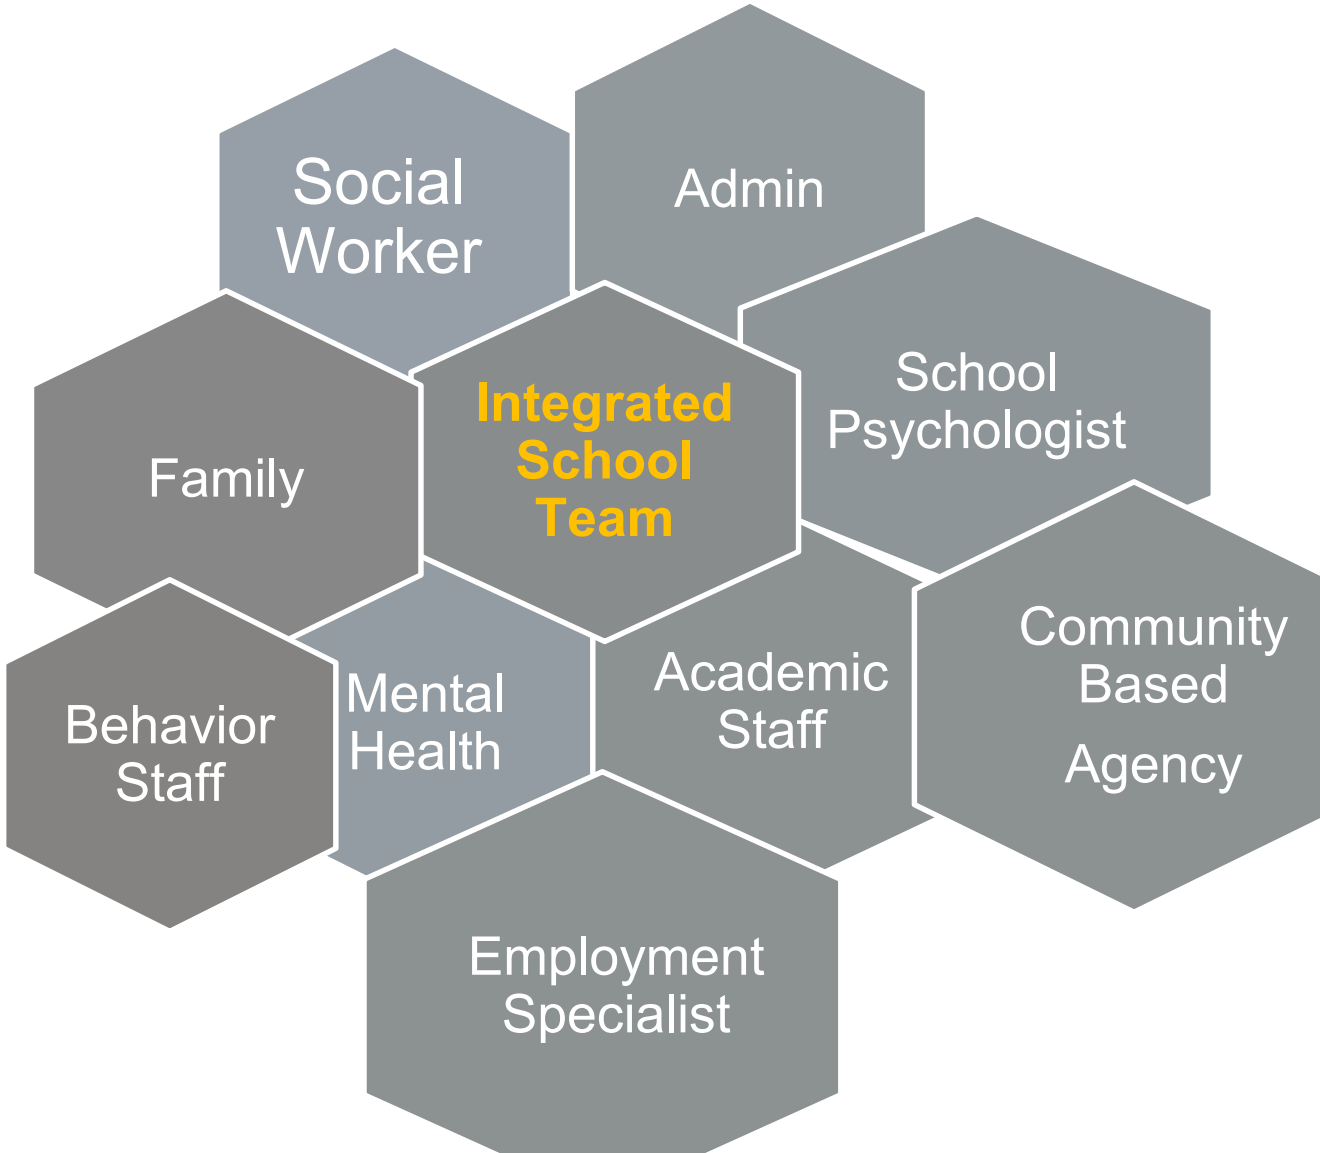 Social
Worker
Admin
School
Psychologist
Integrated
School
Team
Family
Community
Based
Agency
Academic
Staff
Mental
Health
Behavior
Staff
Employment
Specialist